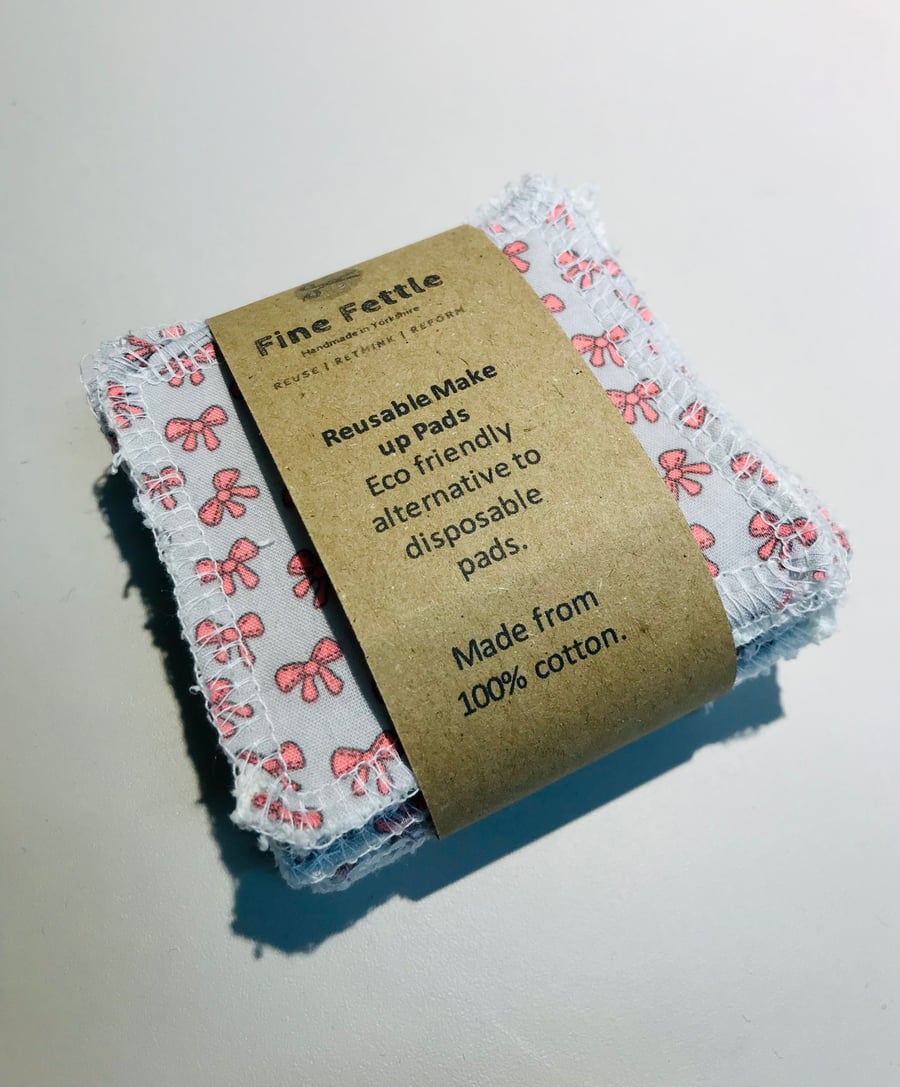 Fine Fettle
Handmade in Yorkshire
REUSE | RETHINK | REFORM
Reusable Make
up Pads
Eco friendly
alternative to
disposable
pads.
Made from
100% cotton.